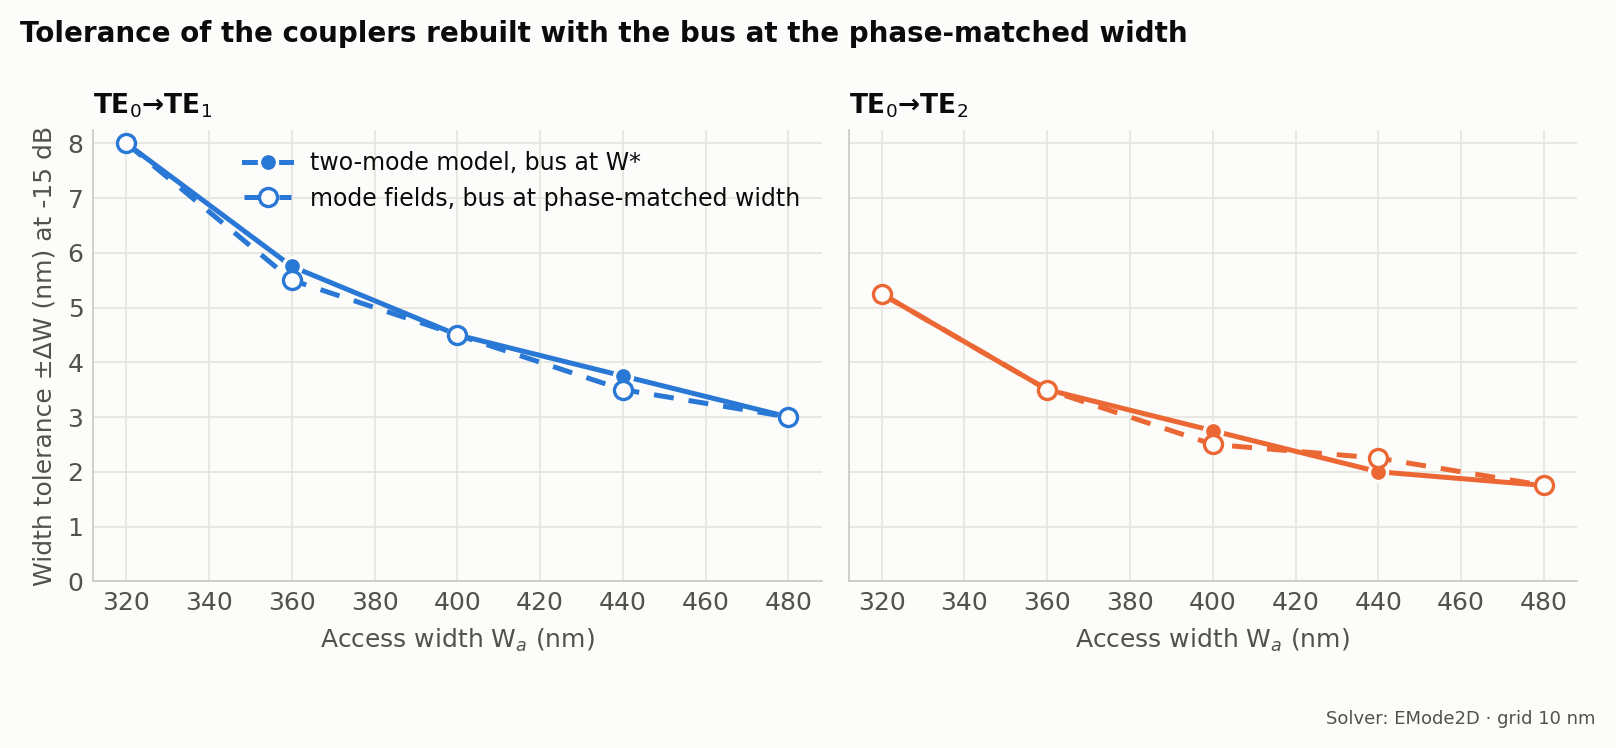 Tolerance of the couplers rebuilt with the bus at the phase-matched width
TE₀→TE₁
TE₀→TE₂
Width tolerance ±ΔW (nm) at -15 dB
8
7
6
5
4
3
2
1
0
two-mode model, bus at W*
mode fields, bus at phase-matched width
320 340 360 380 400 420 440 460 480
320 340 360 380 400 420 440 460 480
Access width Wₐ (nm)
Access width Wₐ (nm)
Solver: EMode2D · grid 10 nm